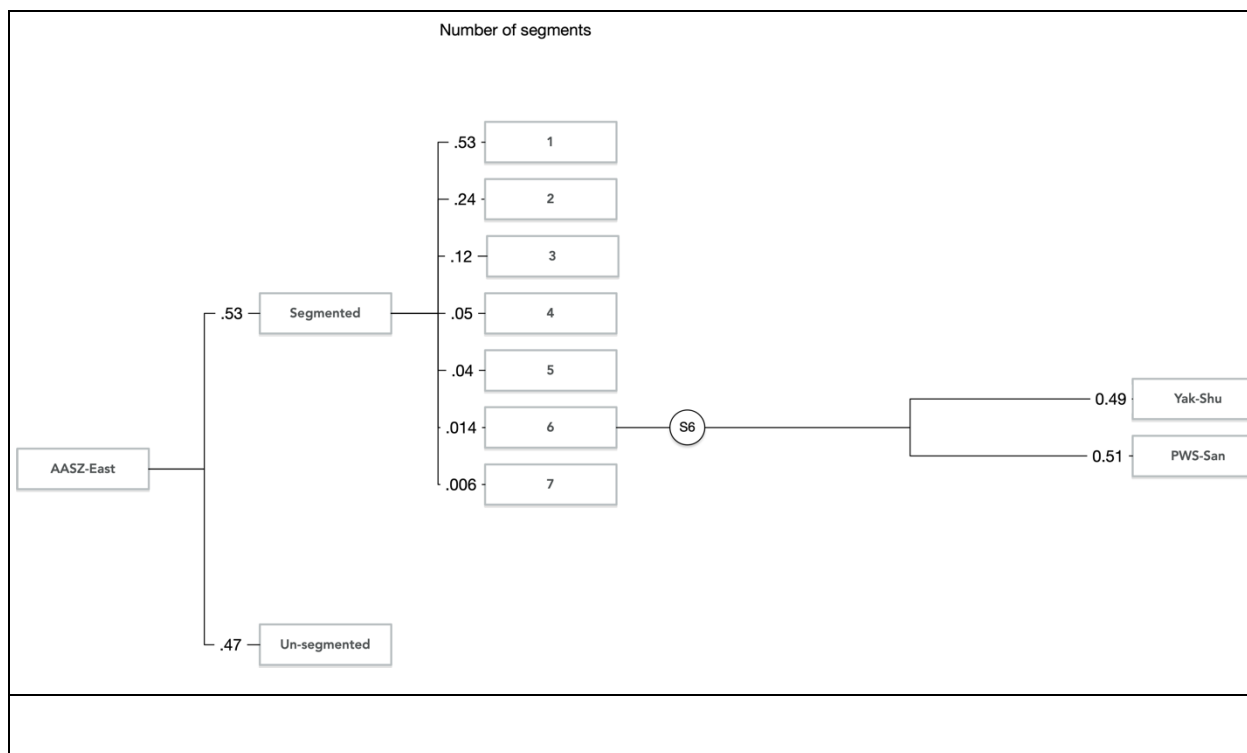 Number of segments
.53
1
.24
2
.12
3
.53
Segmented
.05
4
.04
5
0.49
Yak-Shu
.014
6
S6
AASZ-East
0.51
PWS-San
.006
7
.47
Un-segmented